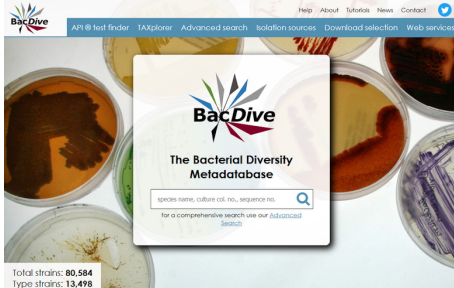 BacDive
Help About Tutorials News Contact
API ® test finder TAXplorer Advanced search Isolation sources Download selection Web services
BacDive
The Bacterial Diversity
Metadatabase
species name, culture col. no., sequence no.
for a comprehensive search use our Advanced
Search
Total strains: 80,584
Type strains: 13,498